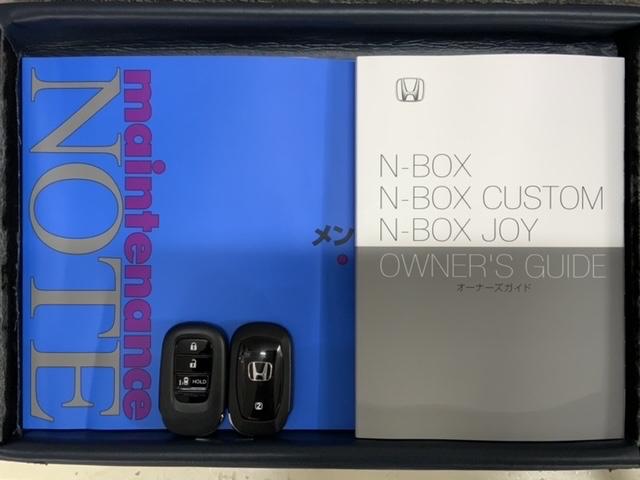 maintenance
NOTE
メン
N-BOX
N-BOX CUSTOM
N-BOX JOY
OWNER'S GUIDE
オーナーズガイド
HOLD
2